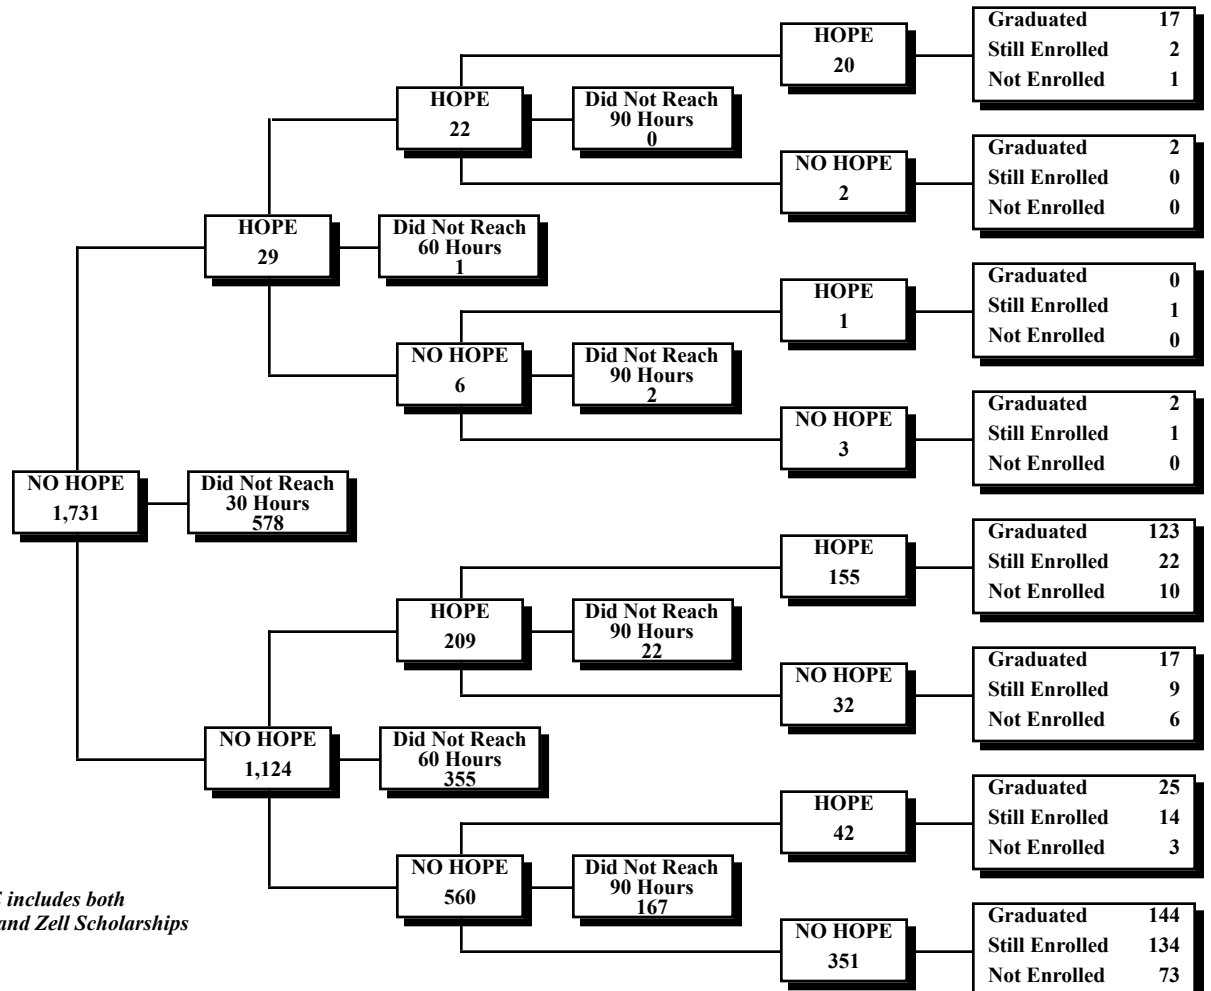 HOPE
20
Graduated 17
Still Enrolled 2
Not Enrolled 1
HOPE
22
Did Not Reach
90 Hours
0
NO HOPE
2
Graduated 2
Still Enrolled 0
Not Enrolled 0
HOPE
29
Did Not Reach
60 Hours
1
HOPE
1
Graduated 0
Still Enrolled 1
Not Enrolled 0
NO HOPE
6
Did Not Reach
90 Hours
2
NO HOPE
3
Graduated 2
Still Enrolled 1
Not Enrolled 0
NO HOPE
1,731
Did Not Reach
30 Hours
578
HOPE
155
Graduated 123
Still Enrolled 22
Not Enrolled 10
HOPE
209
Did Not Reach
90 Hours
22
NO HOPE
32
Graduated 17
Still Enrolled 9
Not Enrolled 6
NO HOPE
1,124
Did Not Reach
60 Hours
355
HOPE
42
Graduated 25
Still Enrolled 14
Not Enrolled 3
NO HOPE
560
Did Not Reach
90 Hours
167
NO HOPE
351
Graduated 144
Still Enrolled 134
Not Enrolled 73
includes both
and Zell Scholarships